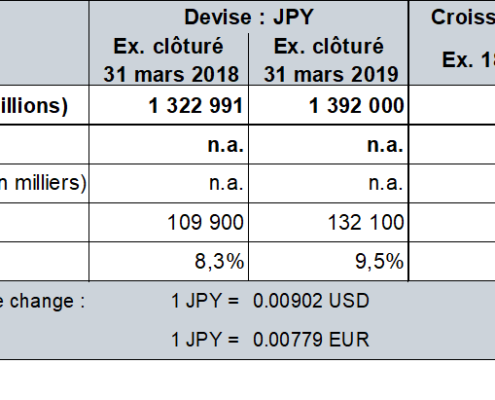 Devise : JPY Croiss
Ex. clôturé Ex. clôturé
31 mars 2018 31 mars 2019 Ex. 18
illions) 1 322 991 1 392 000
n.a. n.a.
n milliers) n.a. n.a.
109 900 132 100
8,3% 9,5%
e change : 1 JPY = 0.00902 USD
1 JPY = 0.00779 EUR